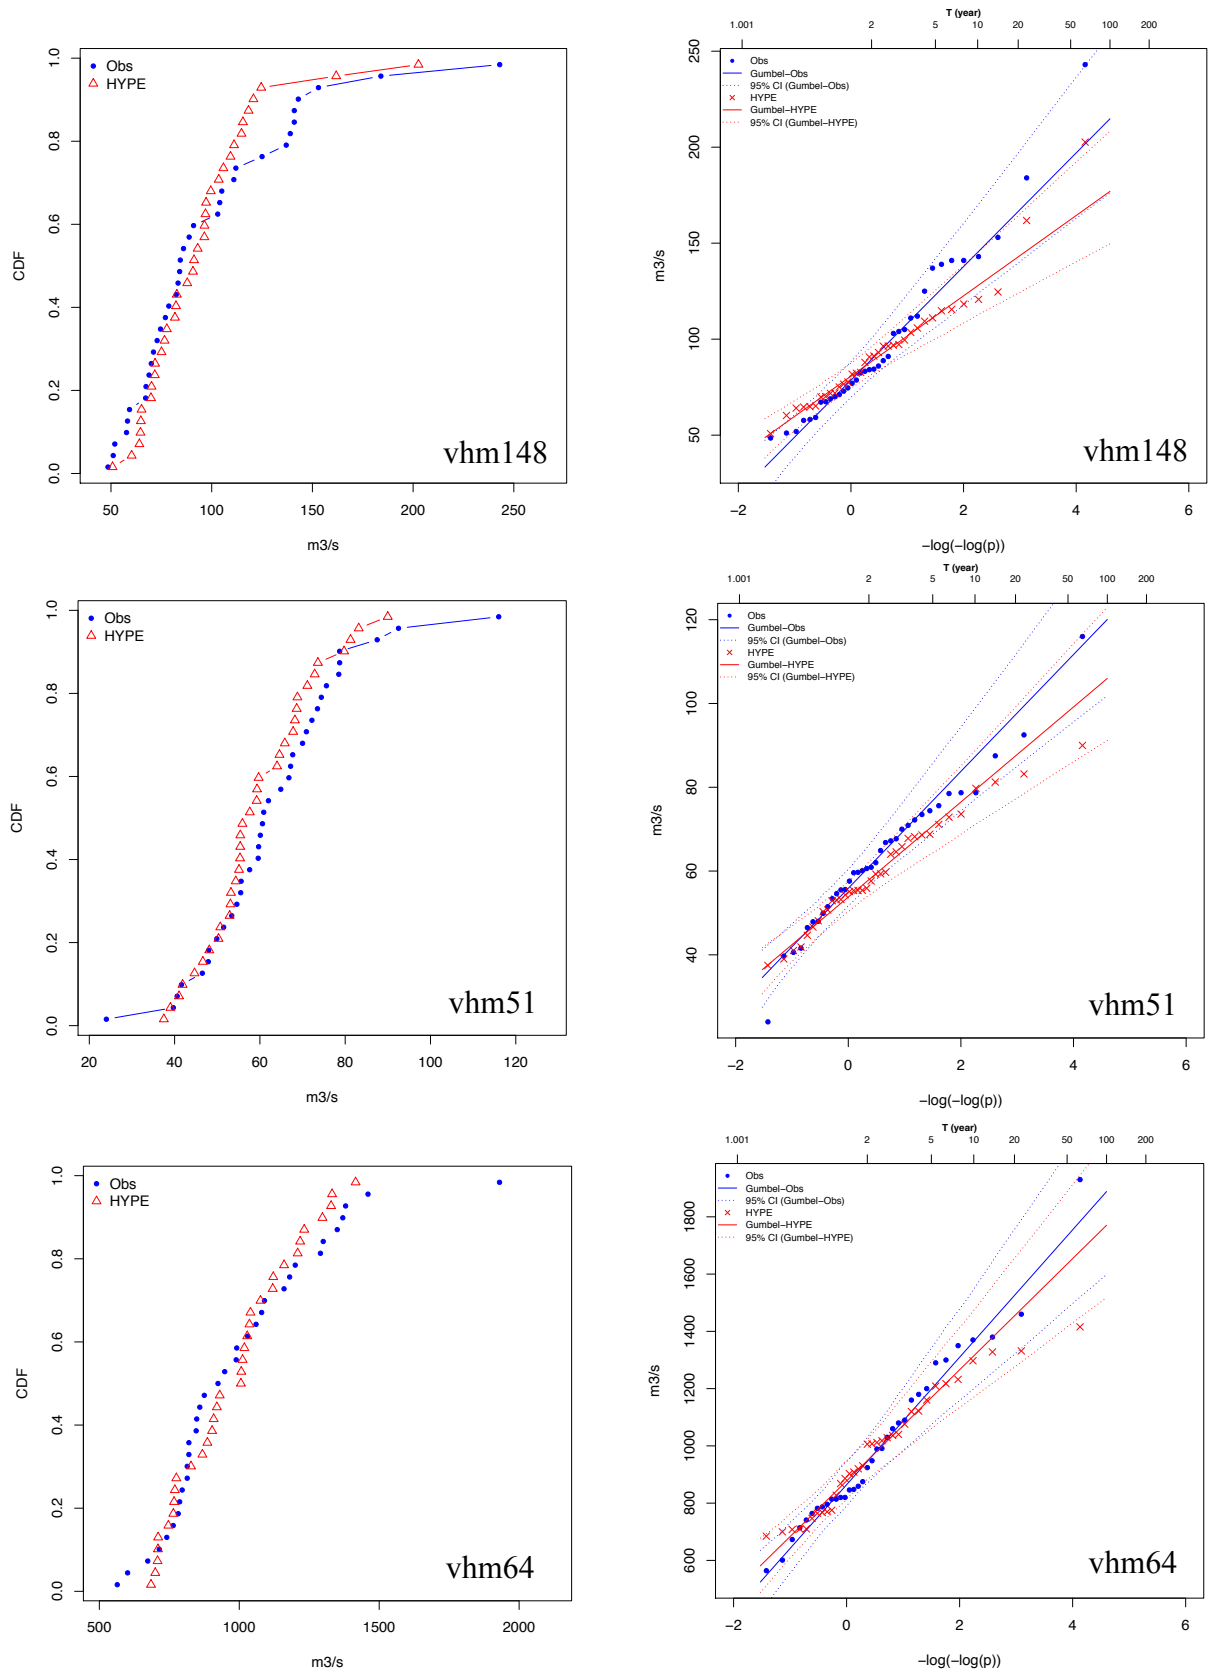 Obs
HYPE
CDF
0.0 0.2 0.4 0.6 0.8 1.0
50 100 150 200 250
m3/s
vhm148
T (year)
1.001 2 5 10 20 50 100 200
Obs
Gumbel-Obs
95% CI (Gumbel-Obs)
HYPE
Gumbel-HYPE
95% CI (Gumbel-HYPE)
m3/s
50 100 150 200 250
-2 0 2 4 6
-log(-log(p))
vhm148
Obs
HYPE
CDF
0.0 0.2 0.4 0.6 0.8 1.0
20 40 60 80 100 120
m3/s
vhm51
T (year)
1.001 2 5 10 20 50 100 200
Obs
Gumbel-Obs
95% CI (Gumbel-Obs)
HYPE
Gumbel-HYPE
95% CI (Gumbel-HYPE)
m3/s
40 60 80 100 120
-2 0 2 4 6
-log(-log(p))
vhm51
Obs
HYPE
CDF
0.0 0.2 0.4 0.6 0.8 1.0
500 1000 1500 2000
m3/s
vhm64
T (year)
1.001 2 5 10 20 50 100 200
Obs
Gumbel-Obs
95% CI (Gumbel-Obs)
HYPE
Gumbel-HYPE
95% CI (Gumbel-HYPE)
m3/s
600 800 1000 1200 1400 1600 1800
-2 0 2 4 6
-log(-log(p))
vhm64